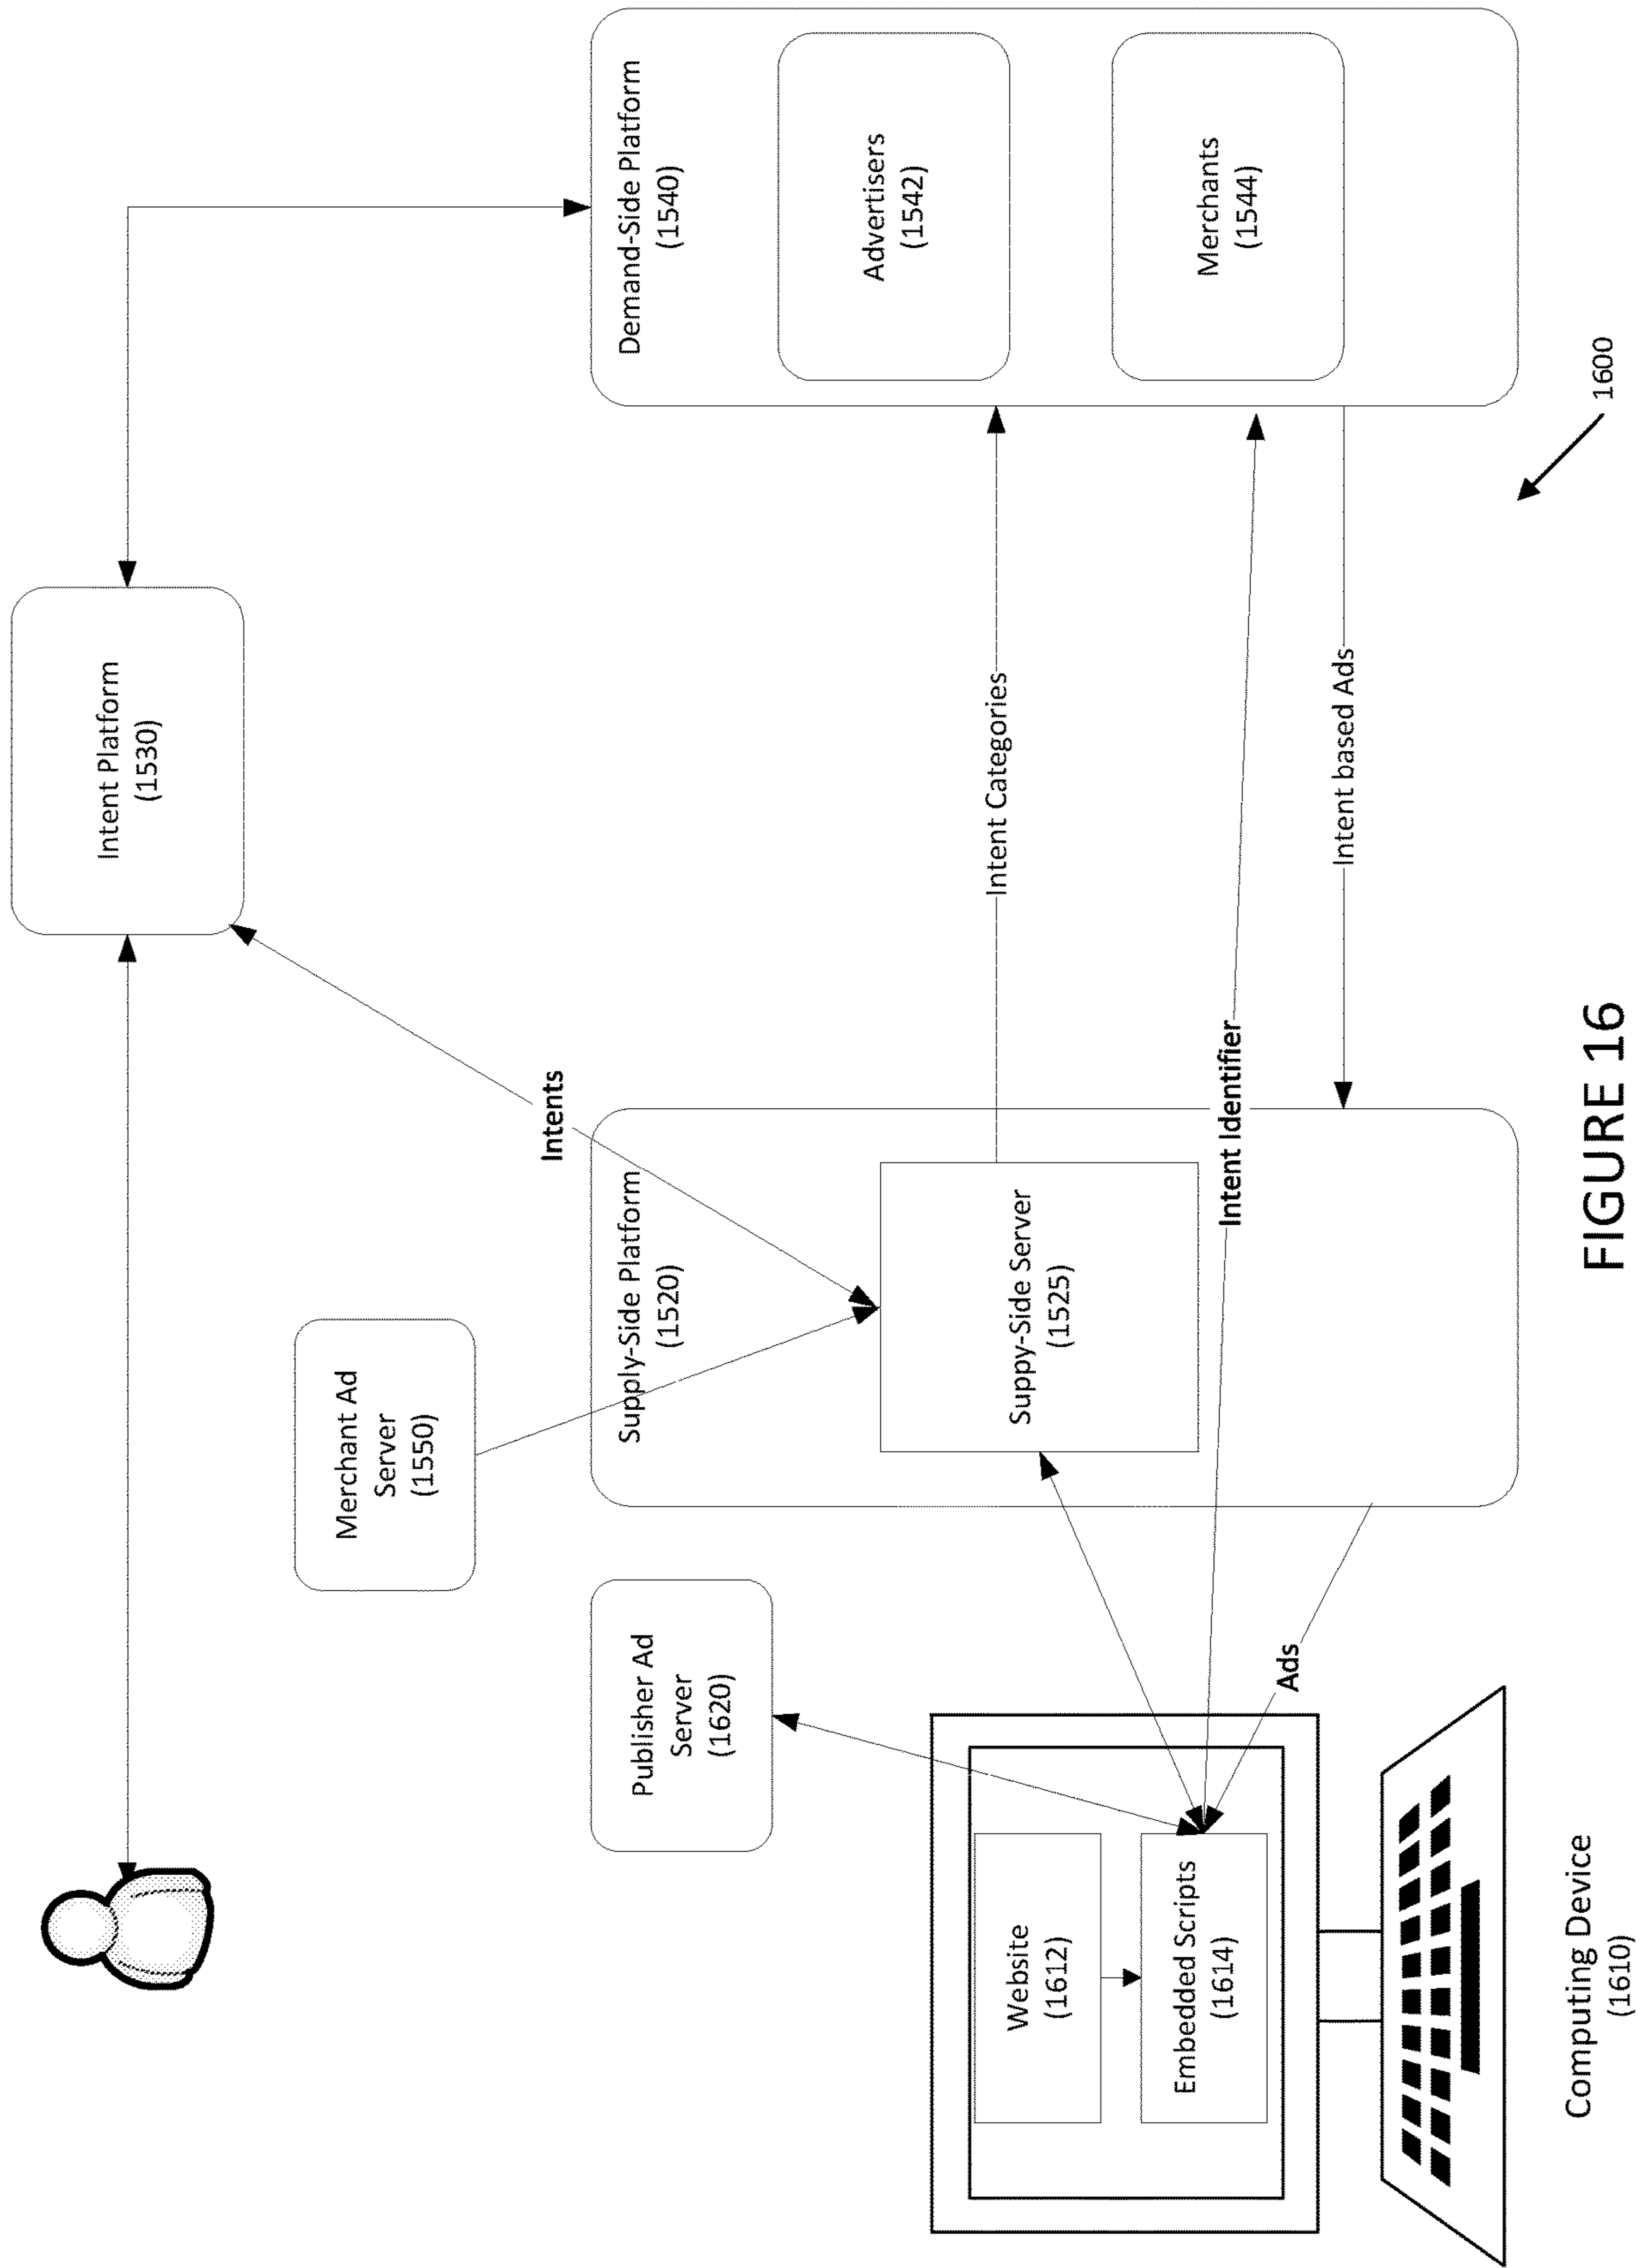 Intent Platform
(1530)
Merchant Ad
Server
(1550)
Intents
Publisher Ad
Server
(1620)
Supply-Side Platform
(1520)
Suppy-Side Server
(1525)
Demand-Side Platform
(1540)
Advertisers
(1542)
Merchants
(1544)
Intent Categories
Intent Identifier
Intent based Ads
Ads
Website
(1612)
Embedded Scripts
(1614)
Computing Device
(1610)
1600
FIGURE 16